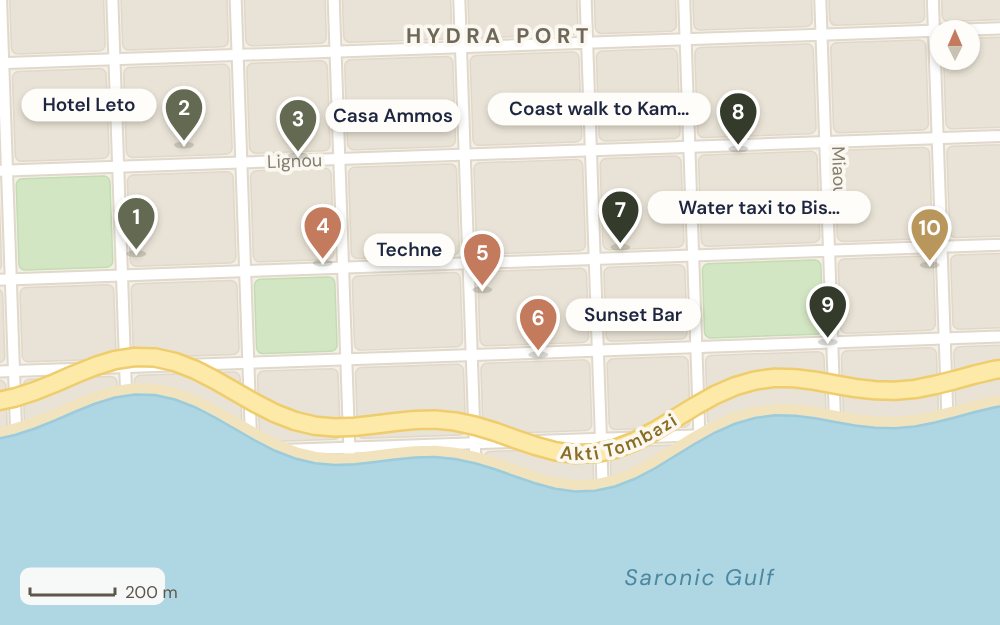 HYDRA PORT
Hotel Leto
2
3
Casa Ammos
Coast walk to Kam...
8
Lignou
Miaou
1
4
Techne
5
7
Water taxi to Bis...
10
6
Sunset Bar
9
Akti Tombazi
Saronic Gulf
200 m